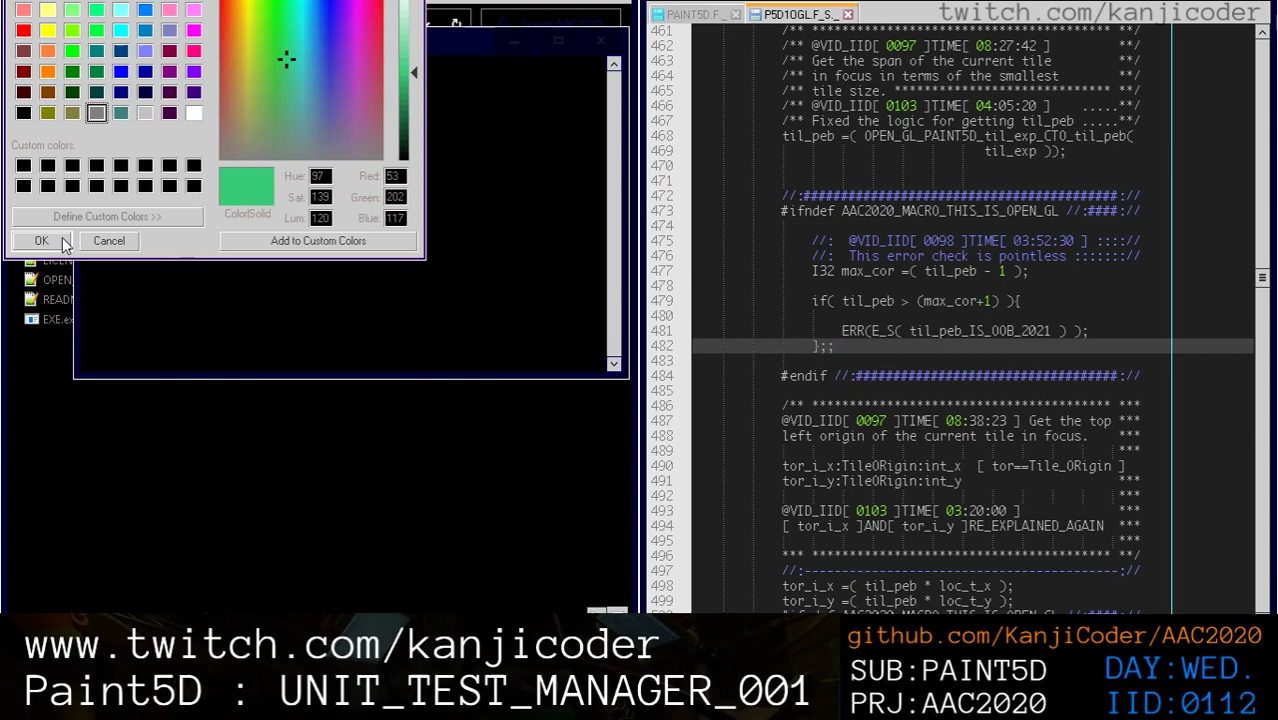 Custom colors:
Define Custom Colors >>
OK
Cancel
Color|Solid
Hue: 97
Sat: 139
Lum: 120
Red: 53
Green: 202
Blue: 117
Add to Custom Colors
OPEN_
READM
EXE.ex
PAINT5D.F_
P5D1OGL.F_S._
twitch.com/kanjicoder
461 /** **************************************** **/
462 /** @VID_IID[ 0097 ]TIME[ 08:27:42 ]
463 /** Get the span of the current tile
464 /** in focus in terms of the smallest
465 /** tile size. *****************************/
466 /** @VID_IID[ 0103 ]TIME[ 04:05:20 ] .....**/
467 /** Fixed the logic for getting til_peb .....**/
468 til_peb =( OPEN_GL_PAINT5D_til_exp_CTO_til_peb(
469 til_exp ));
470
471
472 //:##########################################://
473 #ifndef AAC2020_MACRO_THIS_IS_OPEN_GL //:####://
474
475 //: @VID_IID[ 0098 ]TIME[ 03:52:30 ] ::::://
476 //: This error check is pointless :::::::://
477 I32 max_cor =( til_peb - 1 );
478
479 if( til_peb > (max_cor+1) ){
480
481 ERR(E_S( til_peb_IS_OOB_2021 ) );
482 };;
483
484 #endif //:###################################://
485
486 /** **************************************** ***
487 @VID_IID[ 0097 ]TIME[ 08:38:23 ] Get the top ***
488 left origin of the current tile in focus. ***
489 ***
490 tor_i_x:TileORigin:int_x [ tor==Tile_ORigin ]
491 tor_i_y:TileORigin:int_y ***
492 ***
493 @VID_IID[ 0103 ]TIME[ 03:20:00 ] ***
494 [ tor_i_x ]AND[ tor_i_y ]RE_EXPLAINED_AGAIN ***
495 ***
496 *** **************************************** **/
497 //:------------------------------------------://
498 tor_i_x =( til_peb * loc_t_x );
499 tor_i_y =( til_peb * loc_t_y );
www.twitch.com/kanjicoder
Paint5D : UNIT_TEST_MANAGER_001
github.com/KanjiCoder/AAC2020
SUB:PAINT5D
DAY:WED.
PRJ:AAC2020
IID:0112